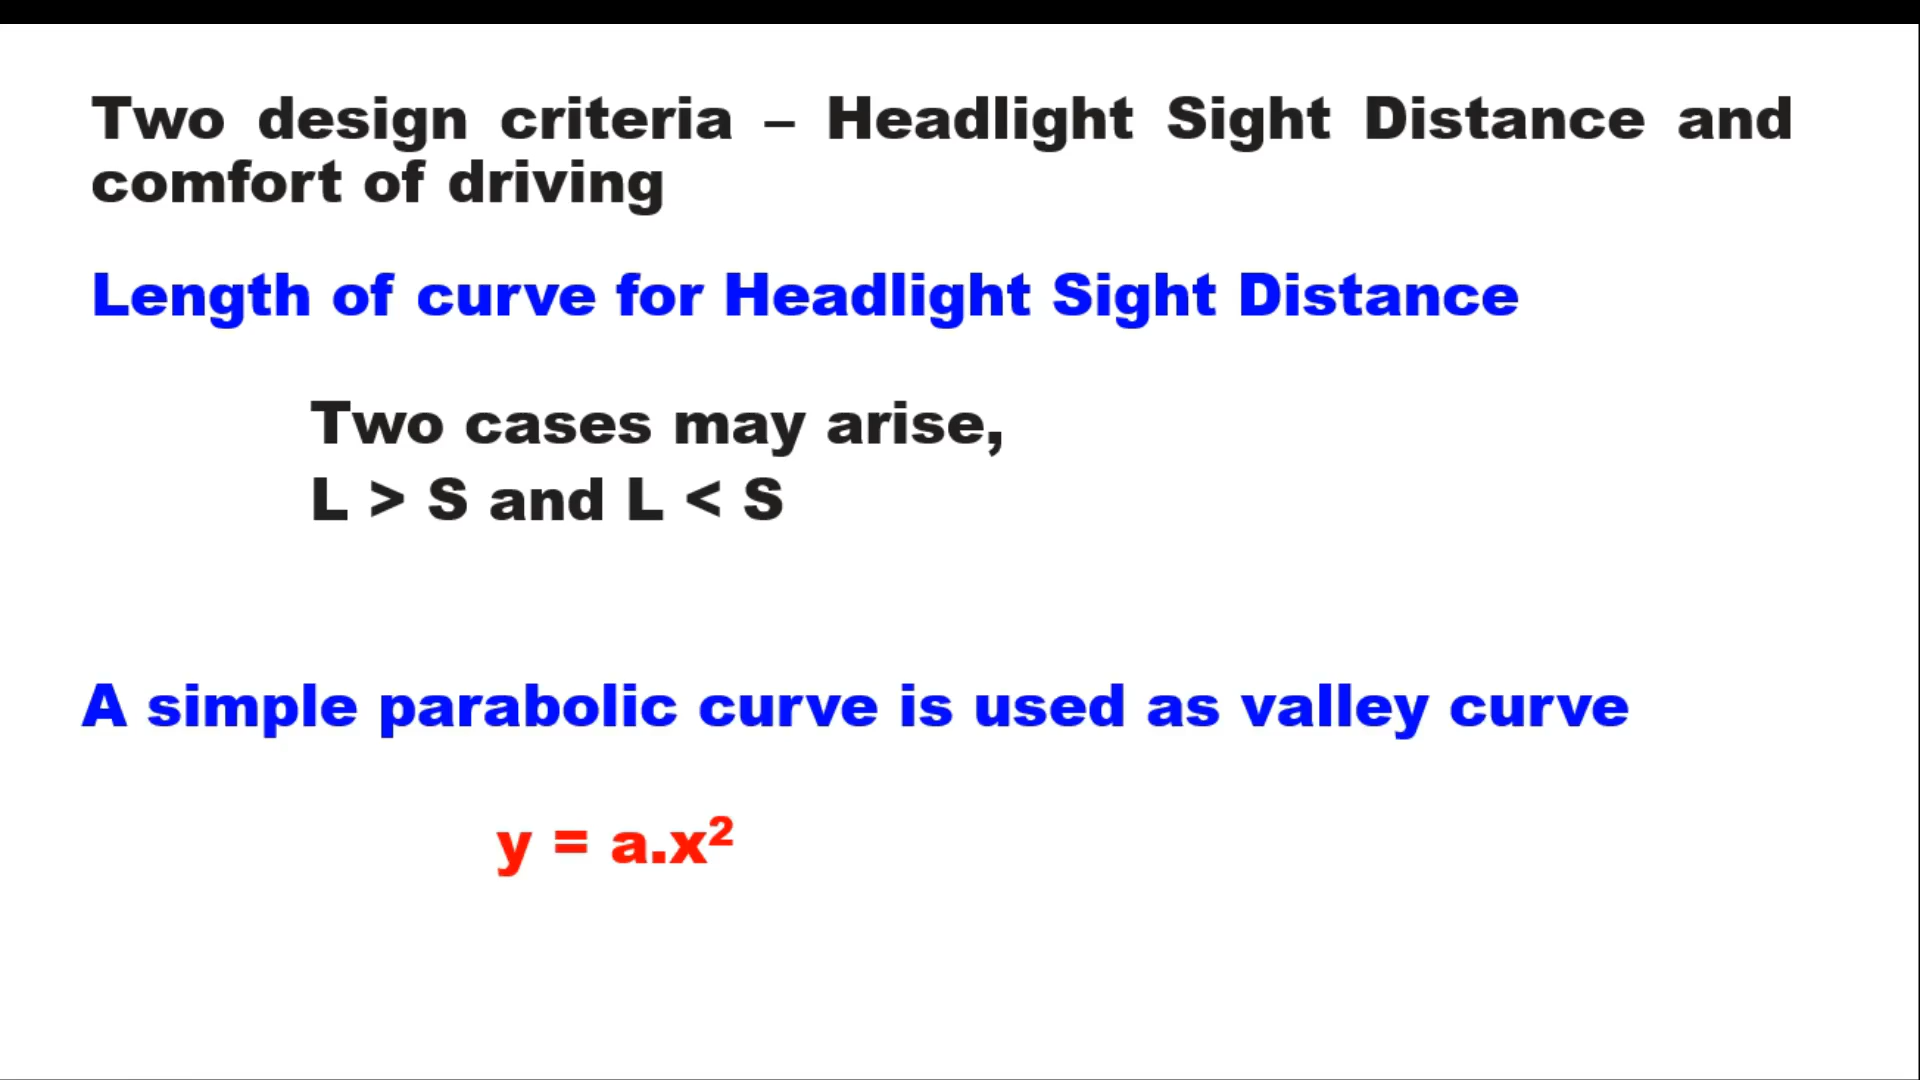 Two design criteria – Headlight Sight Distance and
comfort of driving
Length of curve for Headlight Sight Distance
Two cases may arise,
L > S and L < S
A simple parabolic curve is used as valley curve
y = a.x²